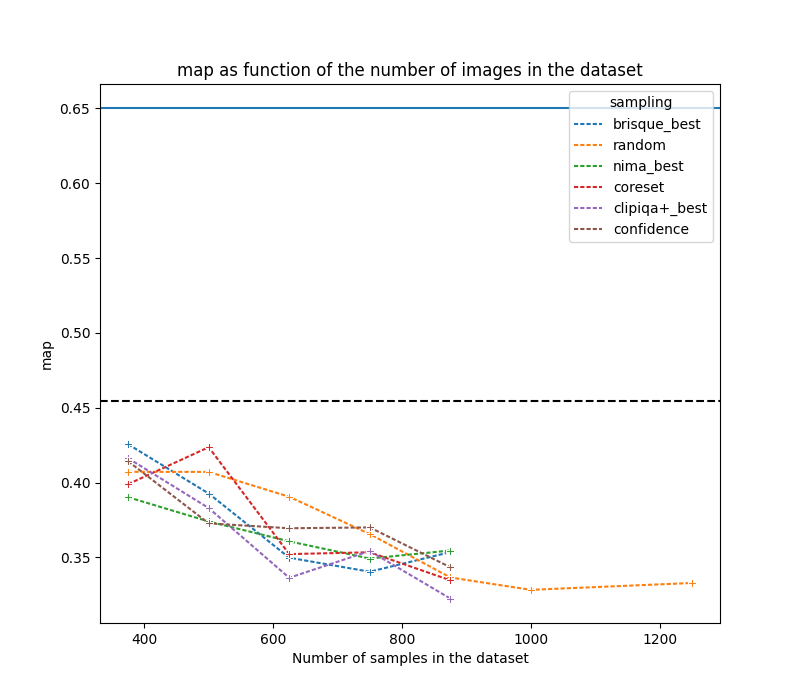 map as function of the number of images in the dataset
0.65
0.60
0.55
0.50
0.45
0.40
0.35
map
sampling
brisque_best
random
nima_best
coreset
clipiqa+_best
confidence
400
600
800
1000
1200
Number of samples in the dataset